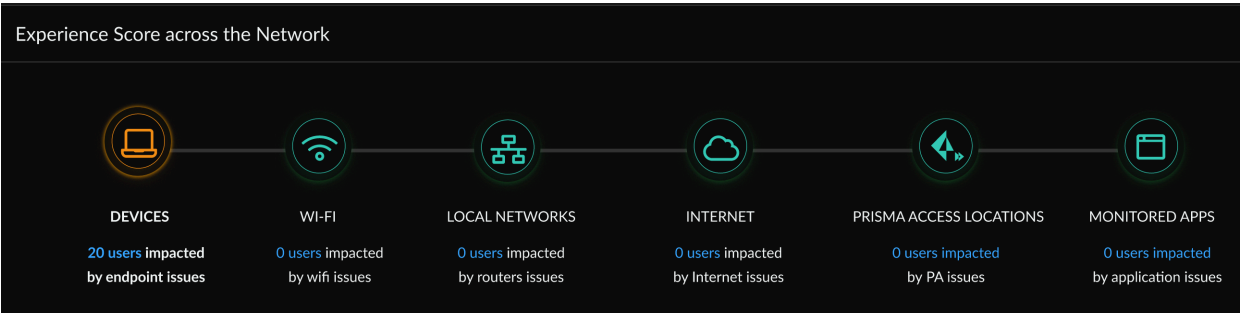 Experience Score across the Network
DEVICES
20 users impacted
by endpoint issues
WI-FI
0 users impacted
by wifi issues
LOCAL NETWORKS
0 users impacted
by routers issues
INTERNET
0 users impacted
by Internet issues
PRISMA ACCESS LOCATIONS
0 users impacted
by PA issues
MONITORED APPS
0 users impacted
by application issues